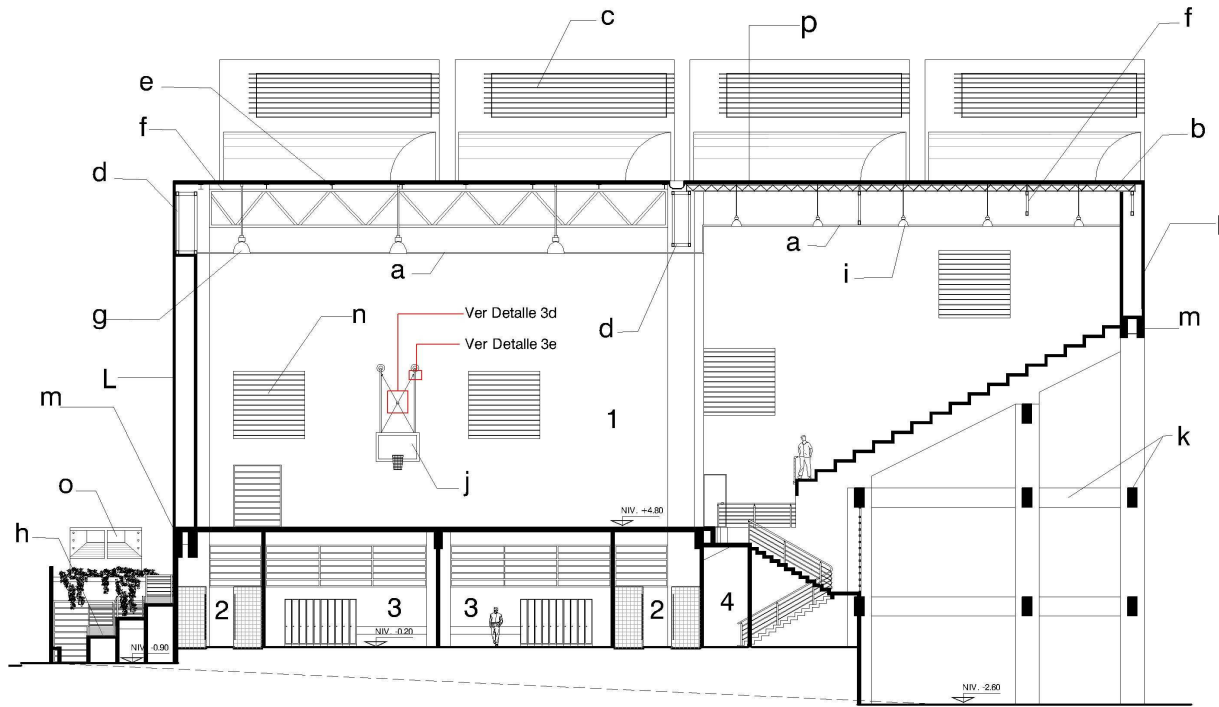 c
p
f
e
f
b
d
a
a
i
l
g
n
Ver Detalle 3d
d
m
Ver Detalle 3e
L
m
1
k
j
o
NIV. +4.80
h
2
3
3
2
4
NIV. -0.20
NIV. -0.90
NIV. -2.60